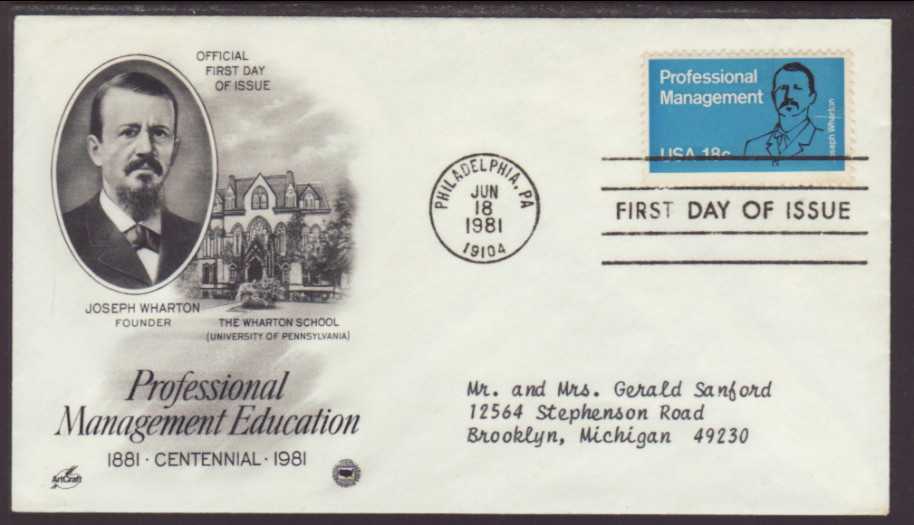 OFFICIAL
FIRST DAY
OF ISSUE
JOSEPH WHARTON
FOUNDER
THE WHARTON SCHOOL
(UNIVERSITY OF PENNSYLVANIA)
Professional
Management Education
1881 · CENTENNIAL · 1981
ArtCraft
PHILADELPHIA, PA
JUN
18
1981
19104
Professional
Management
USA 18c
Joseph Wharton
FIRST DAY OF ISSUE
Mr. and Mrs. Gerald Sanford
12564 Stephenson Road
Brooklyn, Michigan 49230